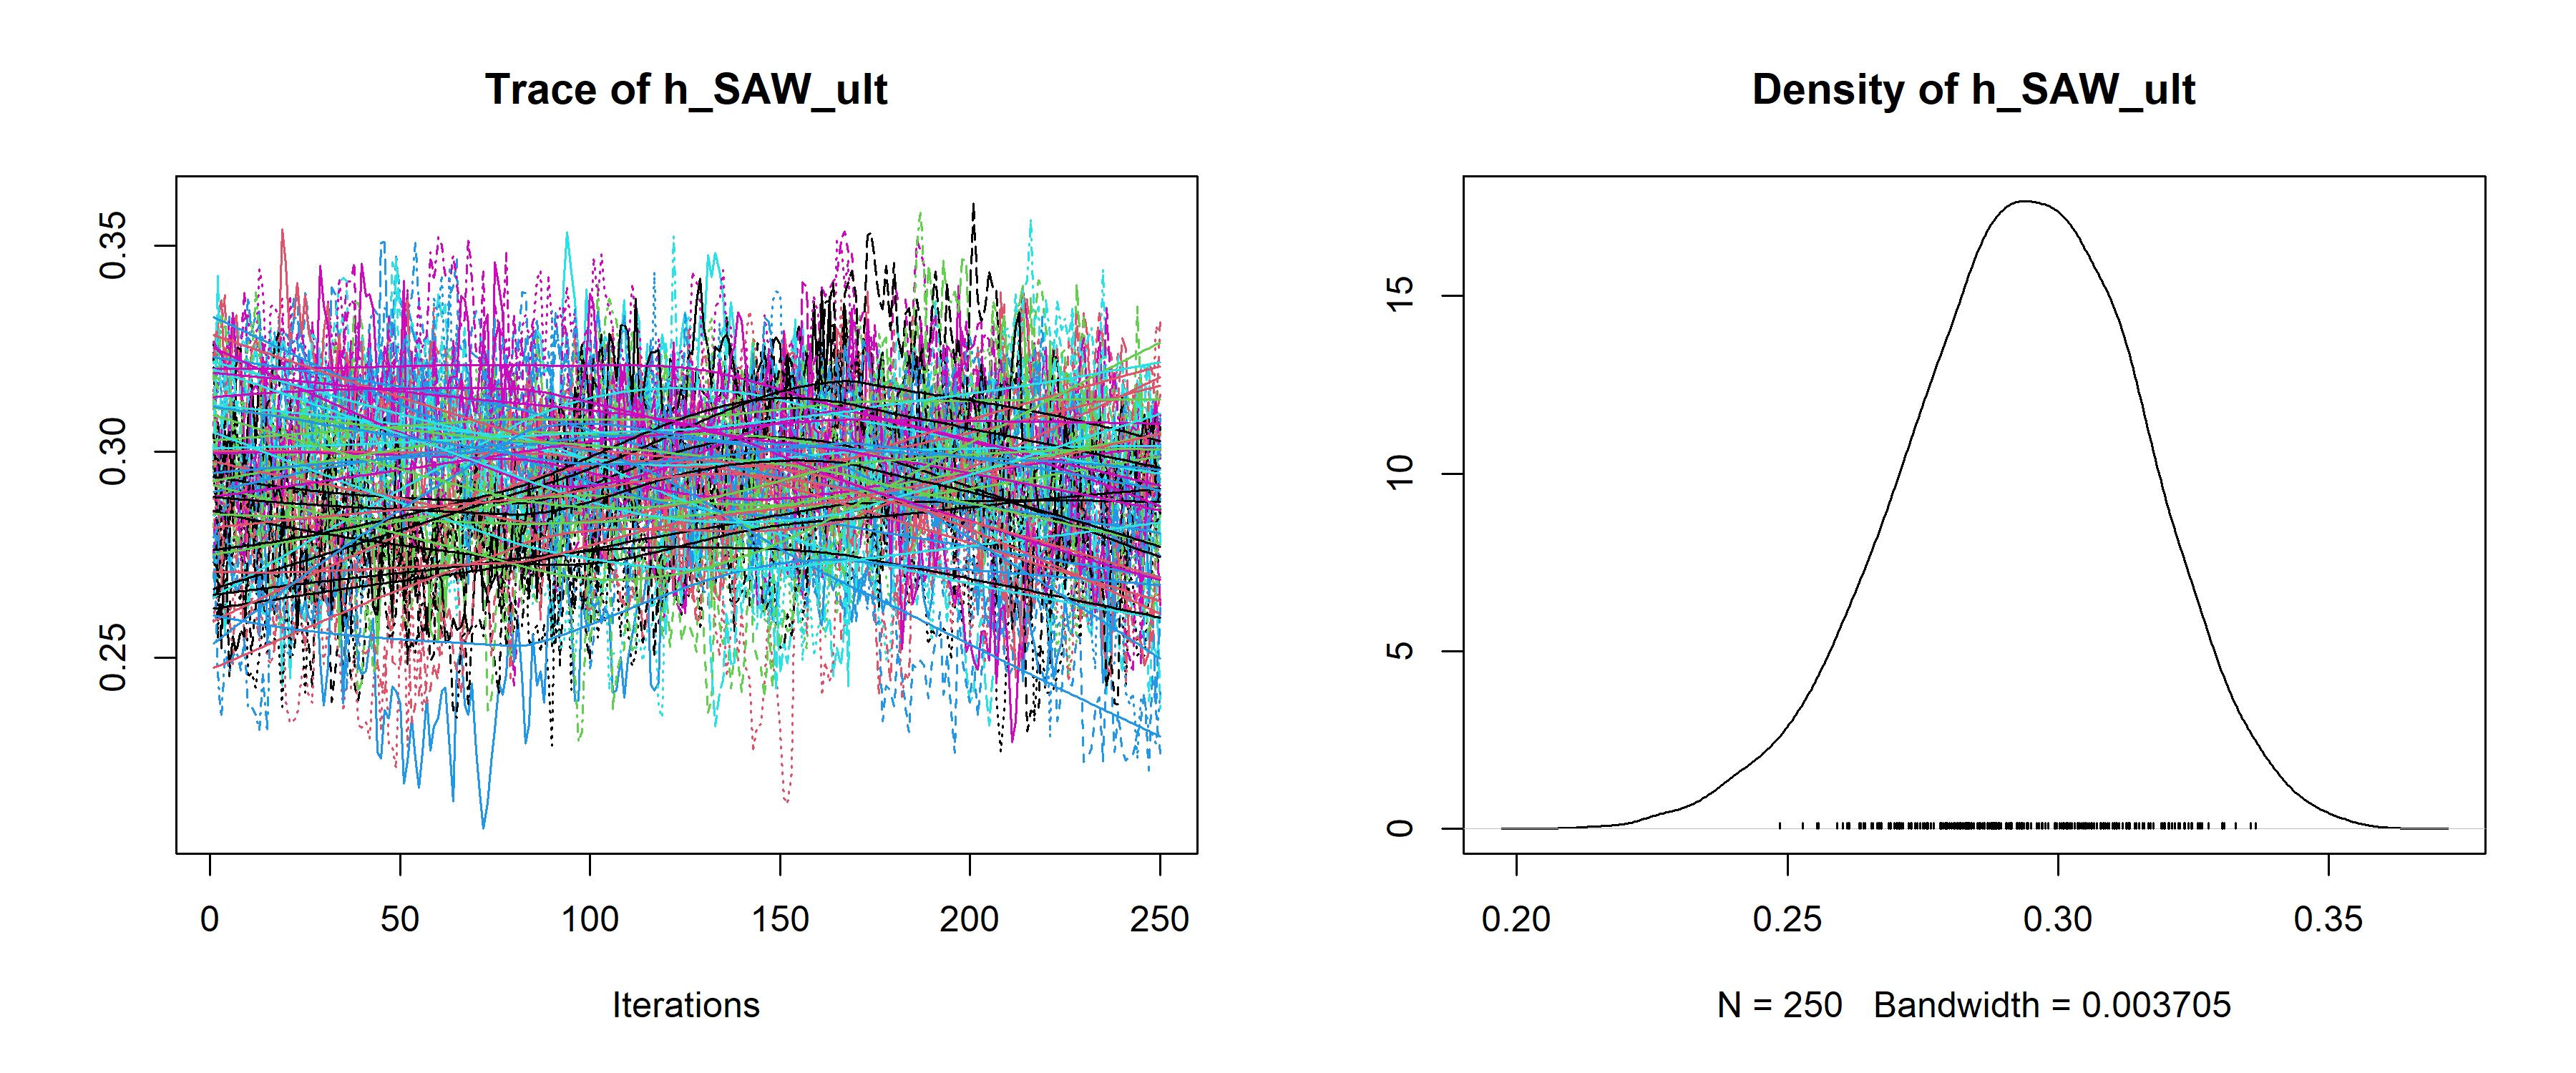 Trace of h_SAW_ult
0.35
0.30
0.25
0 50 100 150 200 250
Iterations
Density of h_SAW_ult
15
10
5
0
0.20 0.25 0.30 0.35
N = 250 Bandwidth = 0.003705